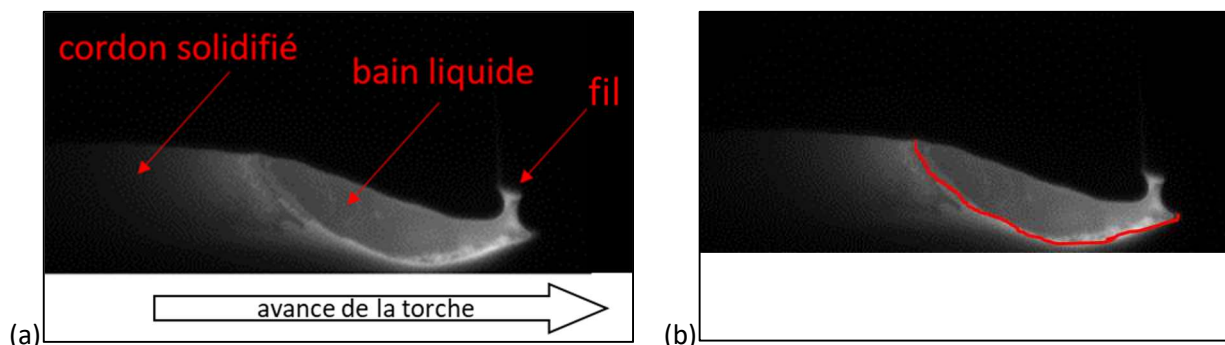 cordon solidifié
bain liquide
fil
avance de la torche
(a)
(b)